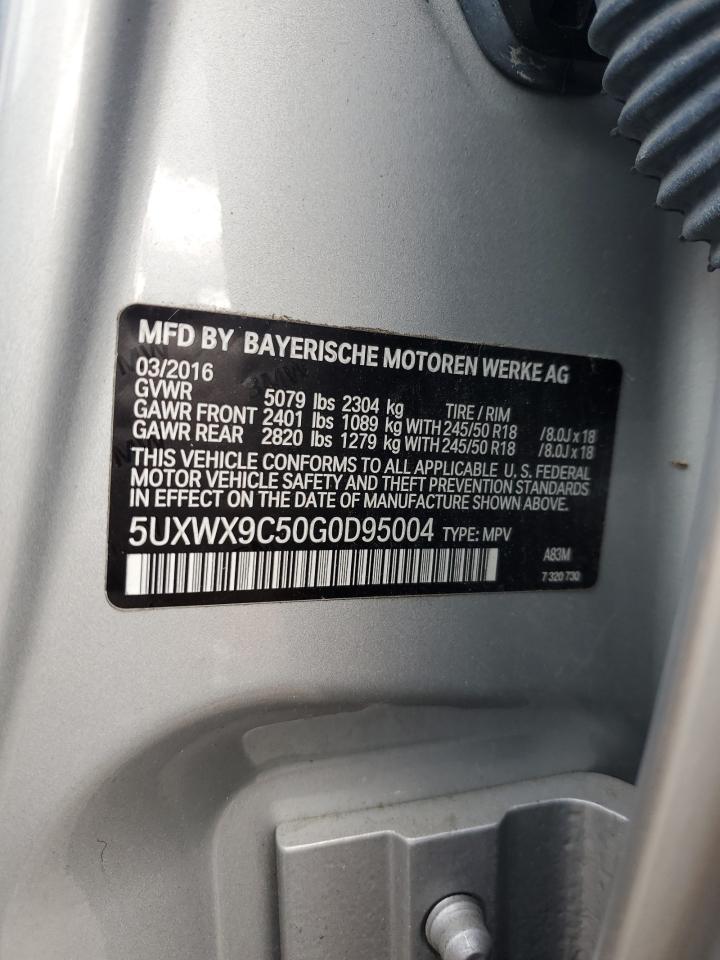 MFD BY BAYERISCHE MOTOREN WERKE AG
03/2016
GVWR 5079 lbs 2304 kg TIRE / RIM
GAWR FRONT 2401 lbs 1089 kg WITH 245/50 R18 /8.0J x 18
GAWR REAR 2820 lbs 1279 kg WITH 245/50 R18 /8.0J x 18
THIS VEHICLE CONFORMS TO ALL APPLICABLE U.S. FEDERAL
MOTOR VEHICLE SAFETY AND THEFT PREVENTION STANDARDS
IN EFFECT ON THE DATE OF MANUFACTURE SHOWN ABOVE.
5UXWX9C50G0D95004 TYPE: MPV
A83M
7 320 730